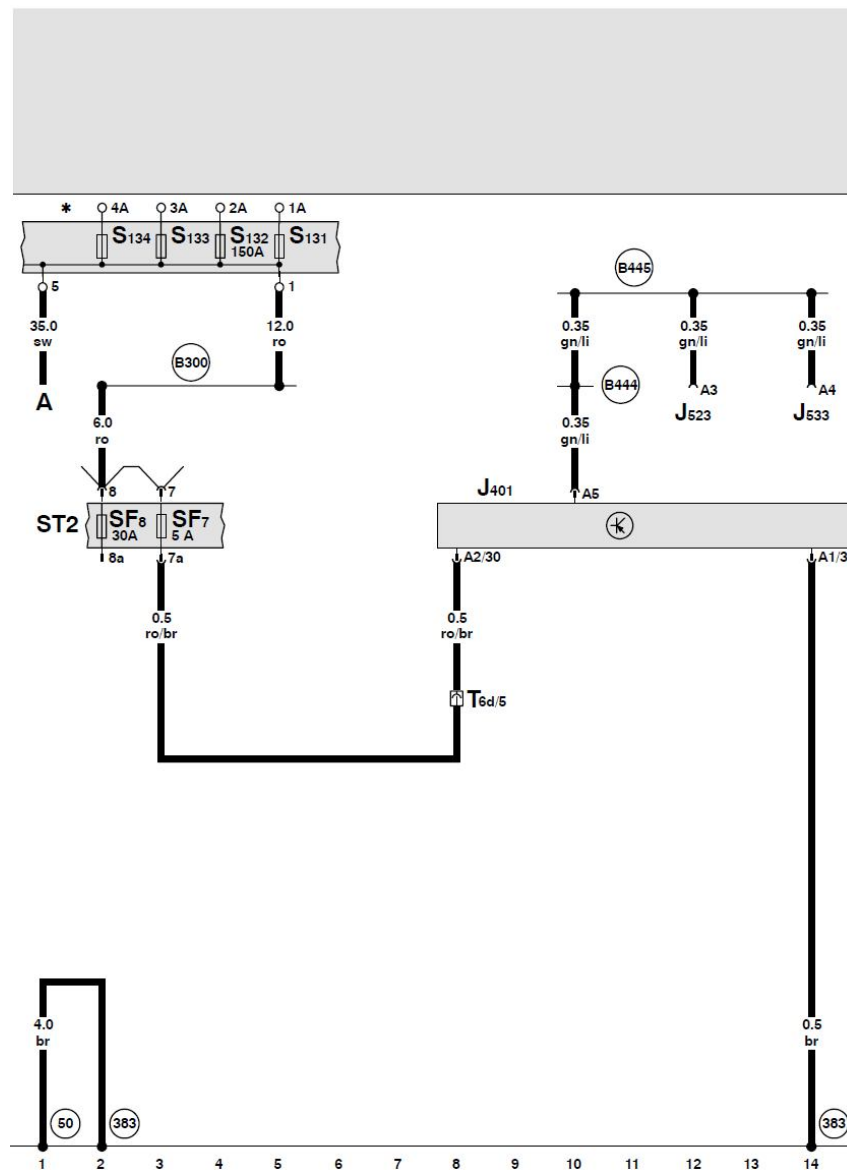 * 4A 3A 2A 1A
S134 S133 S132 S131
150A
5 1
B445
35.0 12.0 0.35 0.35 0.35
sw ro gn/li gn/li gn/li
B300
B444 A3 A4
A J523 J533
6.0 0.35
ro gn/li
8 7 J401 A5
ST2 SF8 SF7
30A 5 A
8a 7a A2/30 A1/3
0.5 0.5
ro/br ro/br
T6d/5
4.0 0.5
br br
50 383 383
1 2 3 4 5 6 7 8 9 10 11 12 13 14